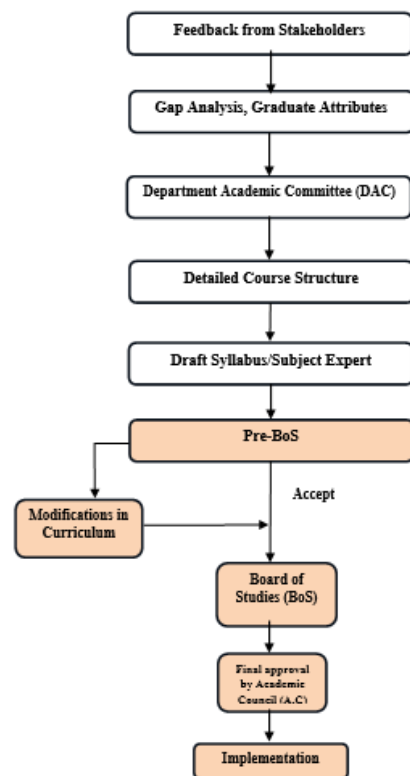 Feedback from Stakeholders
Gap Analysis, Graduate Attributes
Department Academic Committee (DAC)
Detailed Course Structure
Draft Syllabus/Subject Expert
Pre-BoS
Accept
Modifications in
Curriculum
Board of
Studies (BoS)
Final approval
by Academic
Council (A.C)
Implementation